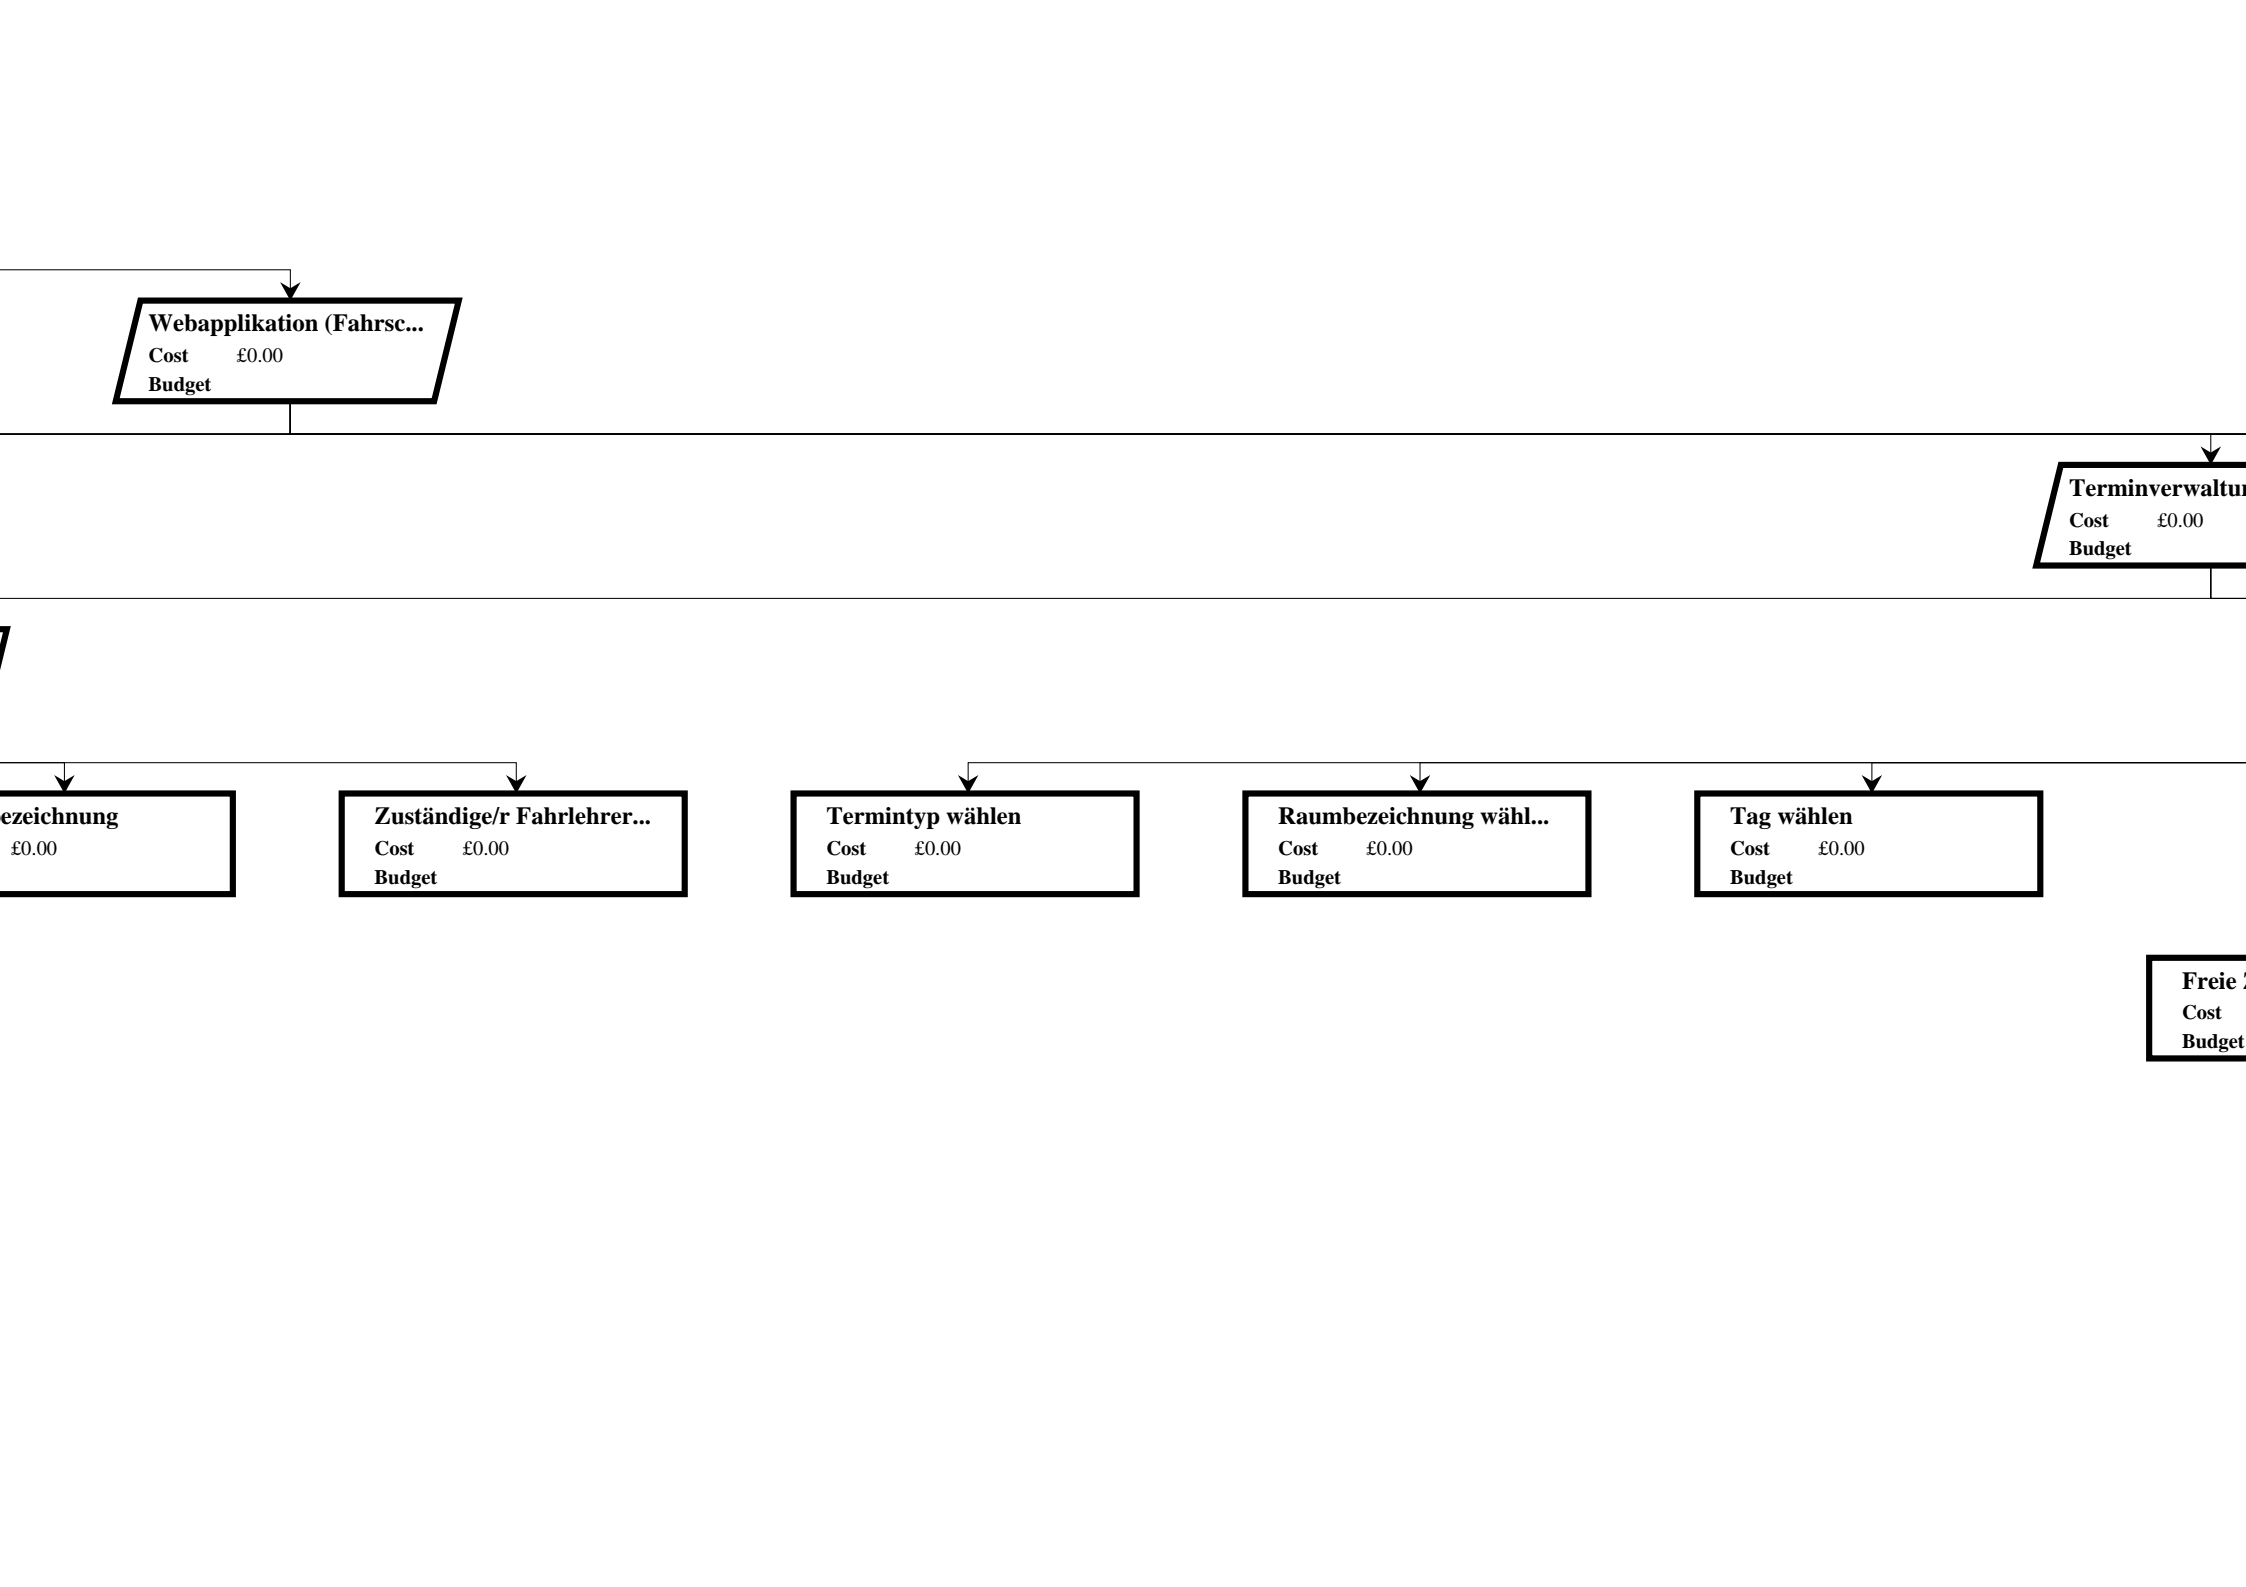 Webapplikation (Fahrsc...
Cost £0.00
Budget
Terminverwaltun
Cost £0.00
Budget
ezeichnung
£0.00
Zuständige/r Fahrlehrer...
Cost £0.00
Budget
Termintyp wählen
Cost £0.00
Budget
Raumbezeichnung wähl...
Cost £0.00
Budget
Tag wählen
Cost £0.00
Budget
Freie
Cost
Budget